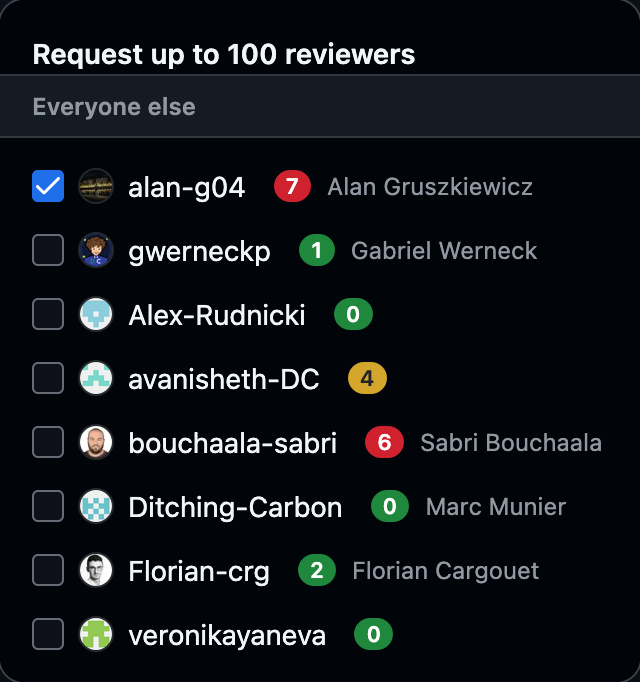 Request up to 100 reviewers
Everyone else
alan-g04 7 Alan Gruszkiewicz
gwerneckp 1 Gabriel Werneck
Alex-Rudnicki 0
avanisheth-DC 4
bouchaala-sabri 6 Sabri Bouchaala
Ditching-Carbon 0 Marc Munier
Florian-crg 2 Florian Cargouet
veronikayaneva 0